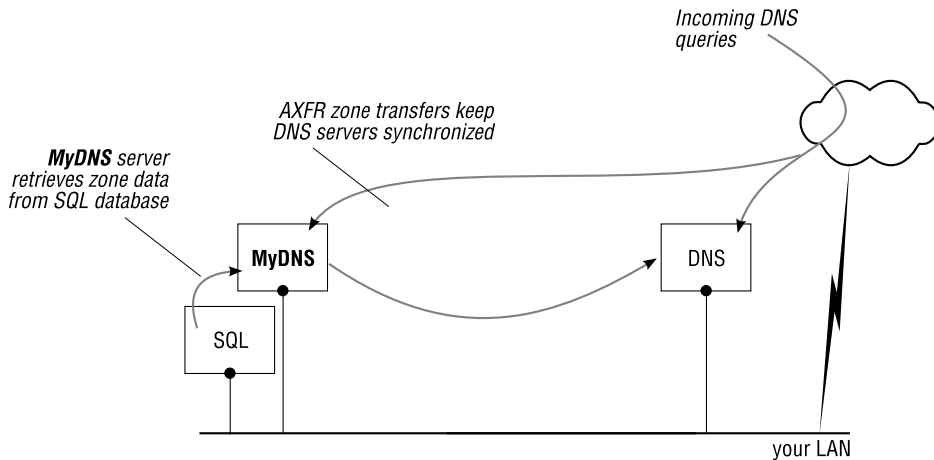 Incoming DNS
queries
AXFR zone transfers keep
DNS servers synchronized
MyDNS server
retrieves zone data
from SQL database
MyDNS
DNS
SQL
your LAN